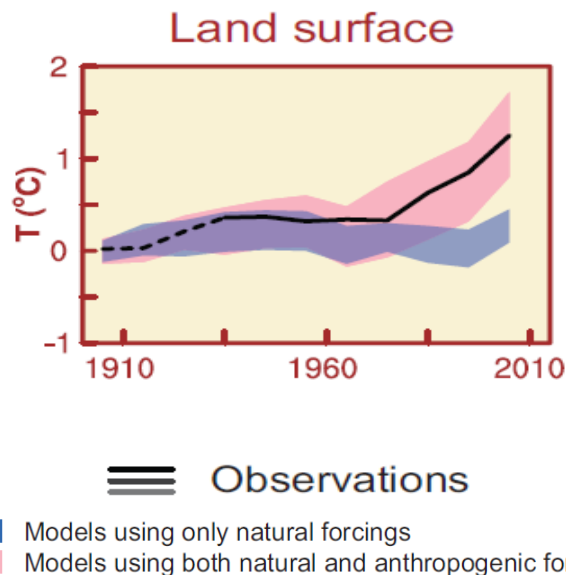 Land surface
2
1
0
-1
T (°C)
1910 1960 2010
Observations
Models using only natural forcings
Models using both natural and anthropogenic